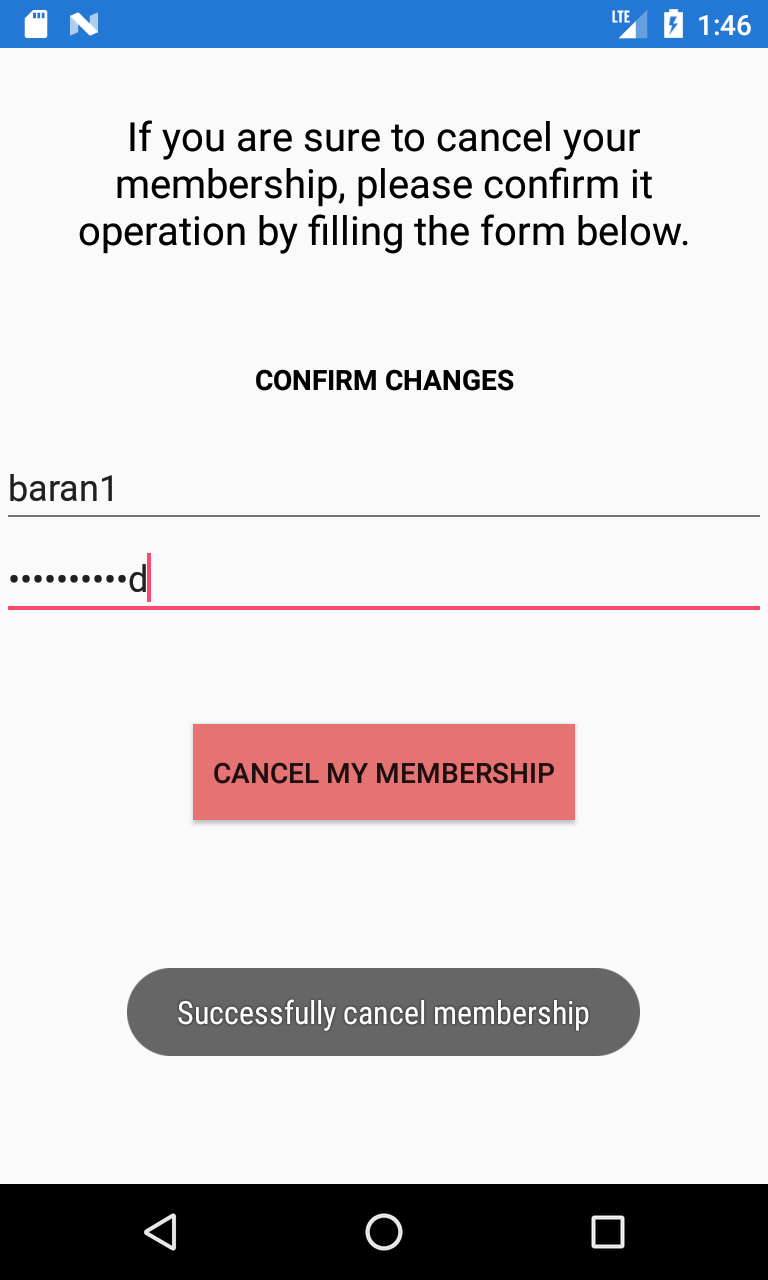 LTE 1:46
If you are sure to cancel your
membership, please confirm it
operation by filling the form below.
CONFIRM CHANGES
baran1
••••••••••d
CANCEL MY MEMBERSHIP
Successfully cancel membership